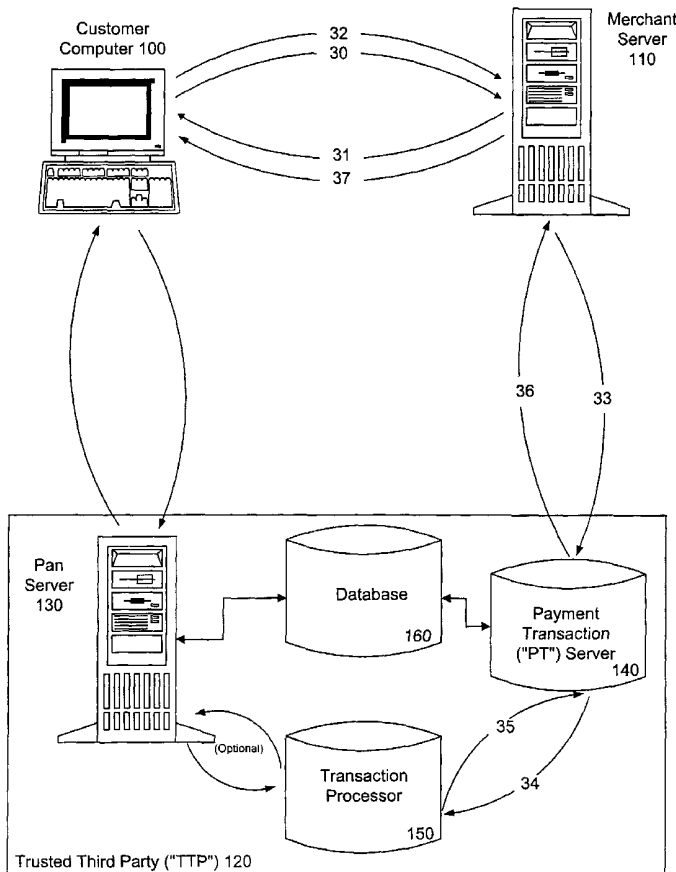 Customer
Computer 100
32
30
31
37
Merchant
Server
110
36
33
Pan
Server
130
Database
160
Payment
Transaction
("PT") Server
140
(Optional)
Transaction
Processor
150
35
34
Trusted Third Party ("TTP") 120